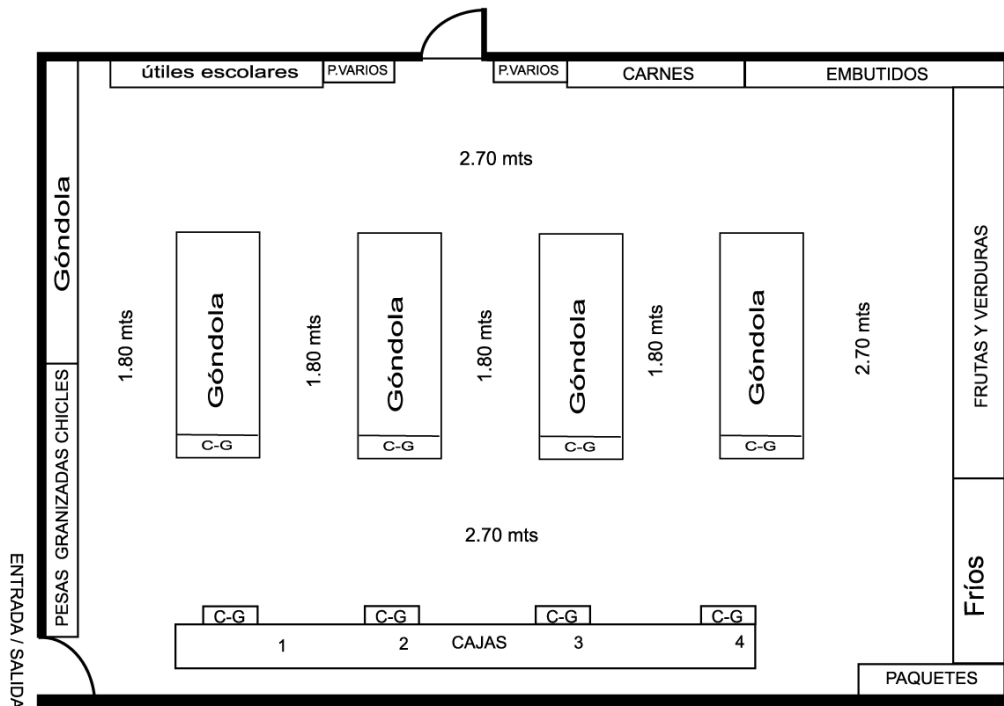 útiles escolares
P.VARIOS
P.VARIOS
CARNES
EMBUTIDOS
2.70 mts
Góndola
FRUTAS Y VERDURAS
1.80 mts
Góndola
1.80 mts
Góndola
1.80 mts
Góndola
1.80 mts
Góndola
2.70 mts
C-G
C-G
C-G
C-G
PESAS GRANIZADAS CHICLES
2.70 mts
Fríos
ENTRADA / SALIDA
C-G
C-G
C-G
C-G
1
2
CAJAS
3
4
PAQUETES